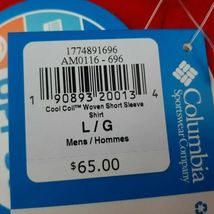 1774891696
AM0116 - 696
1 90893 20013 4
Cool Coil™ Woven Short Sleeve
Shirt
L / G
Mens / Hommes
$65.00
Columbia
Sportswear Company